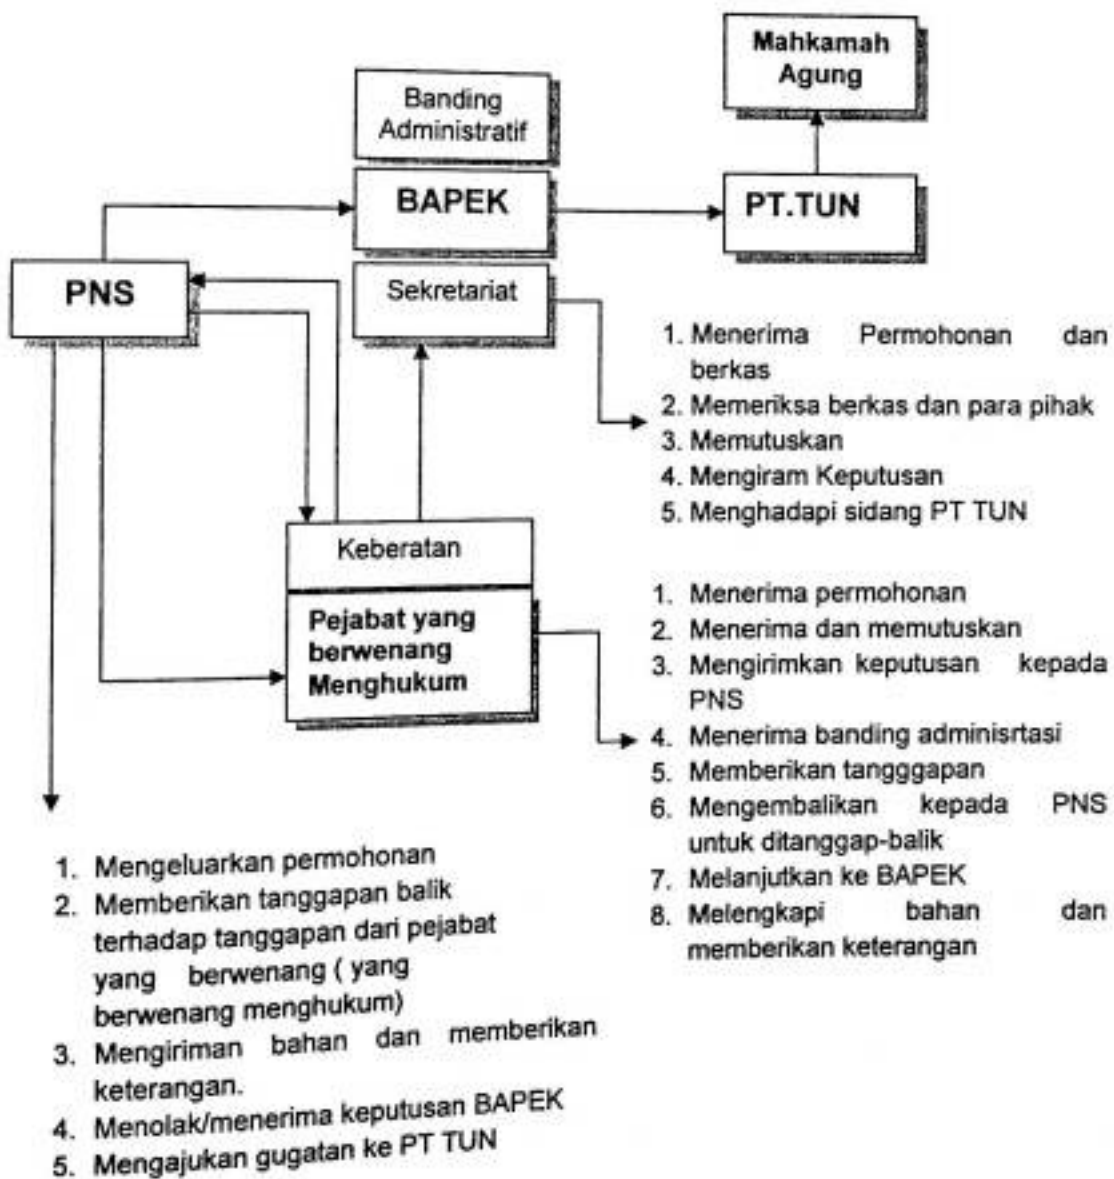 Mahkamah
Agung
Banding
Administratif
BAPEK
PT.TUN
PNS
Sekretariat
1. Menerima Permohonan dan
berkas
2. Memeriksa berkas dan para pihak
3. Memutuskan
4. Mengiram Keputusan
5. Menghadapi sidang PT TUN
Keberatan
Pejabat yang
berwenang
Menghukum
1. Menerima permohonan
2. Menerima dan memutuskan
3. Mengirimkan keputusan kepada
PNS
4. Menerima banding adminisrtasi
5. Memberikan tangggapan
6. Mengembalikan kepada PNS
untuk ditanggap-balik
7. Melanjutkan ke BAPEK
8. Melengkapi bahan dan
memberikan keterangan
1. Mengeluarkan permohonan
2. Memberikan tanggapan balik
terhadap tanggapan dari pejabat
yang berwenang ( yang
berwenang menghukum)
3. Mengiriman bahan dan memberikan
keterangan.
4. Menolak/menerima keputusan BAPEK
5. Mengajukan gugatan ke PT TUN